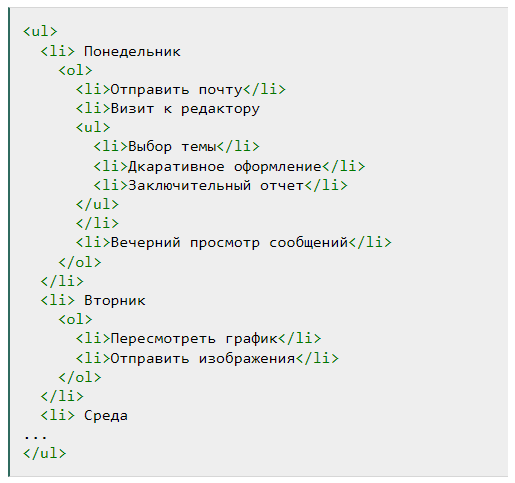 <ul>
<li> Понедельник
<ol>
<li>Отправить почту</li>
<li>Визит к редактору
<ul>
<li>Выбор темы</li>
<li>Дкаративное оформление</li>
<li>Заключительный отчет</li>
</ul>
</li>
<li>Вечерний просмотр сообщений</li>
</ol>
</li>
<li> Вторник
<ol>
<li>Пересмотреть график</li>
<li>Отправить изображения</li>
</ol>
</li>
<li> Среда
...
</ul>